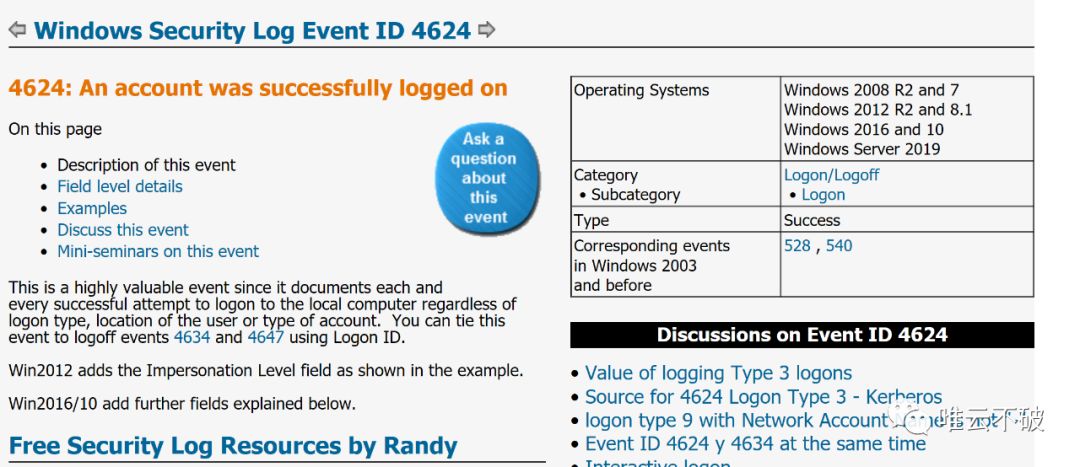 Windows Security Log Event ID 4624
4624: An account was successfully logged on
On this page
• Description of this event
• Field level details
• Examples
• Discuss this event
• Mini-seminars on this event
Ask a
question
about
this
event
This is a highly valuable event since it documents each and
every successful attempt to logon to the local computer regardless of
logon type, location of the user or type of account.  You can tie this
event to logoff events 4634 and 4647 using Logon ID.
Win2012 adds the Impersonation Level field as shown in the example.
Win2016/10 add further fields explained below.
Free Security Log Resources by Randy
Operating Systems
Windows 2008 R2 and 7
Windows 2012 R2 and 8.1
Windows 2016 and 10
Windows Server 2019
Category
• Subcategory
Logon/Logoff
• Logon
Type
Success
Corresponding events
in Windows 2003
and before
528 , 540
Discussions on Event ID 4624
• Value of logging Type 3 logons
• Source for 4624 Logon Type 3 - Kerberos
• logon type 9 with Network Account
• Event ID 4624 y 4634 at the same time
• Interactive logon
唯云不破